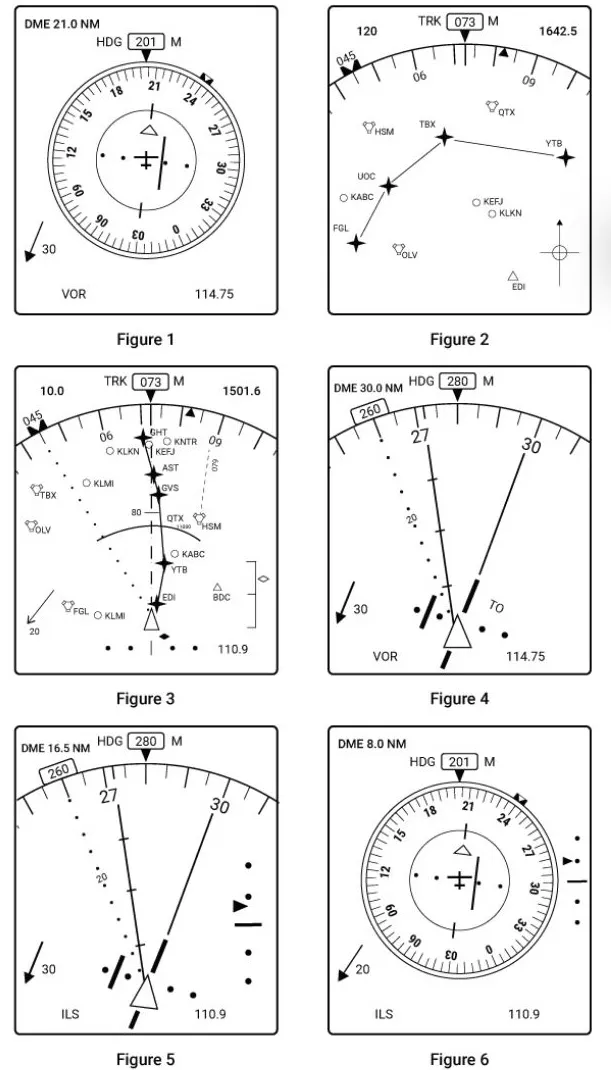 DME 21.0 NM
HDG 201 M
12 15 18 21 24 27 30 33 0 03 06 09
30
VOR 114.75
Figure 1
TRK 073 M
120 1642.5
045 06 09
QTX
HSM TBX
YTB
UOC
KABC KEFJ
KLKN
FGL
OLV
EDI
Figure 2
TRK 073 M
10.0 1501.6
045 06 09
GHT KNTR
KLKN KEFJ
AST 079
KLMI
TBX GVS
80 QTX
11000 HSM
OLV
KABC
YTB
EDI BDC
FGL KLMI
20
110.9
Figure 3
DME 30.0 NM HDG 280 M
260
27 30
20
30 TO
VOR 114.75
Figure 4
DME 16.5 NM HDG 280 M
260
27 30
20
30
ILS 110.9
Figure 5
DME 8.0 NM
HDG 201 M
12 15 18 21 24 27 30 33 0 03 06 09
20
ILS 110.9
Figure 6